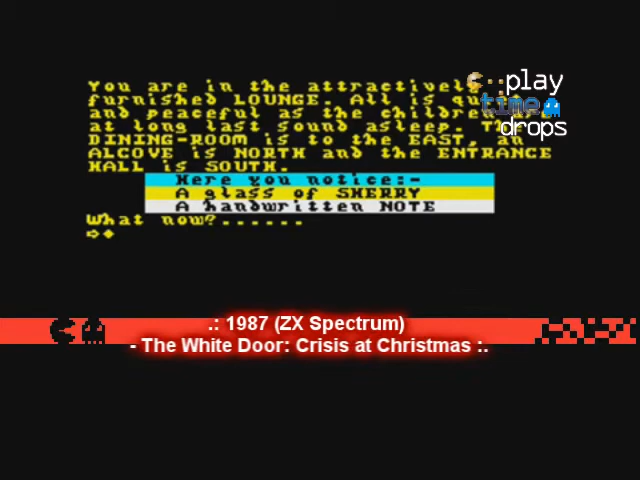 You are in the attractively
furnished LOUNGE. All is
and peaceful as the children
at long last sound asleep.
DINING-ROOM is to the EAST, an
ALCOVE is NORTH and the ENTRANCE
HALL is SOUTH.
Here you notice:-
A glass of SHERRY
A handwritten NOTE
What now?......
play
time
drops
.: 1987 (ZX Spectrum)
- The White Door: Crisis at Christmas :.